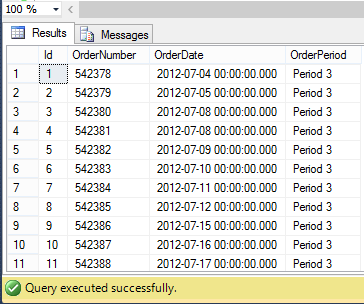 100 %
Results Messages
Id OrderNumber OrderDate OrderPeriod
1 1 542378 2012-07-04 00:00:00.000 Period 3
2 2 542379 2012-07-05 00:00:00.000 Period 3
3 3 542380 2012-07-08 00:00:00.000 Period 3
4 4 542381 2012-07-08 00:00:00.000 Period 3
5 5 542382 2012-07-09 00:00:00.000 Period 3
6 6 542383 2012-07-10 00:00:00.000 Period 3
7 7 542384 2012-07-11 00:00:00.000 Period 3
8 8 542385 2012-07-12 00:00:00.000 Period 3
9 9 542386 2012-07-15 00:00:00.000 Period 3
10 10 542387 2012-07-16 00:00:00.000 Period 3
11 11 542388 2012-07-17 00:00:00.000 Period 3
Query executed successfully.